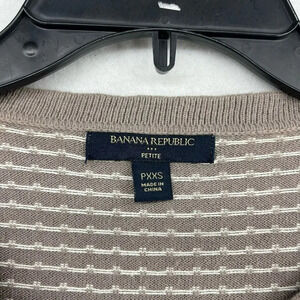 BANANA REPUBLIC
PETITE
PXXS
MADE IN
CHINA